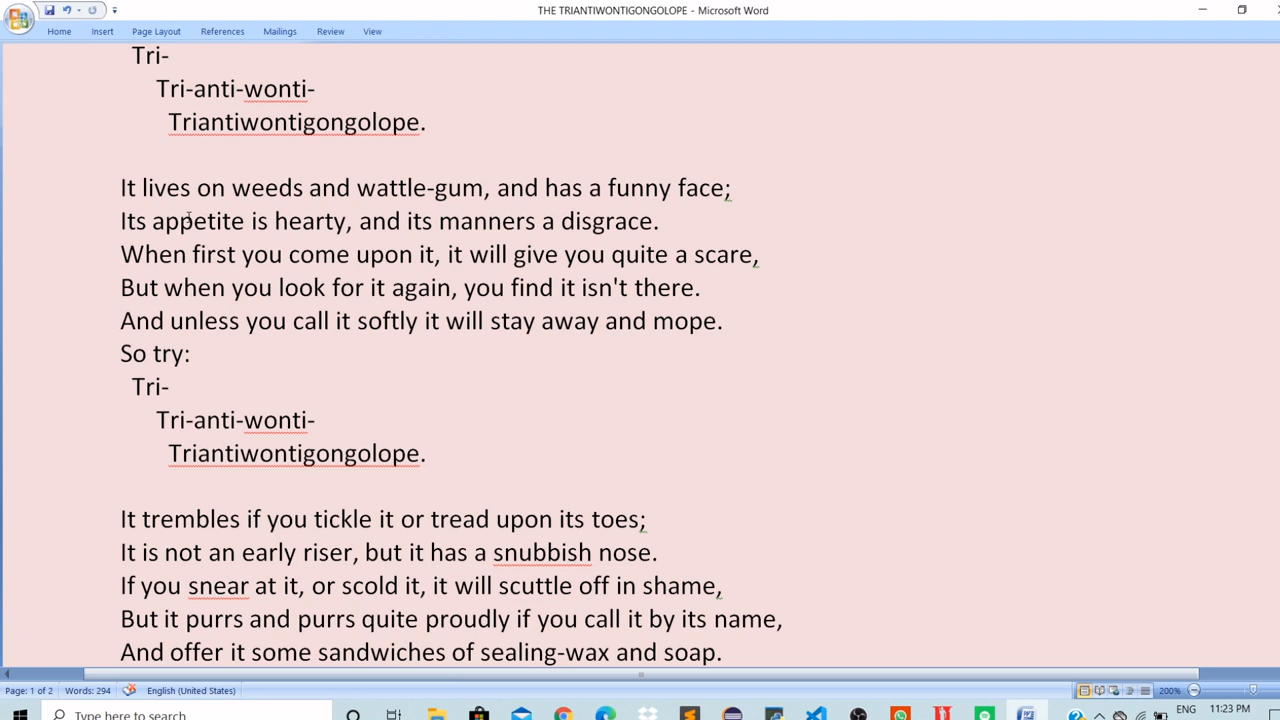 THE TRIANTIWONTIGONGOLOPE - Microsoft Word
Home Insert Page Layout References Mailings Review View
Tri-
Tri-anti-wonti-
Triantiwontigongolope.
It lives on weeds and wattle-gum, and has a funny face;
Its appetite is hearty, and its manners a disgrace.
When first you come upon it, it will give you quite a scare,
But when you look for it again, you find it isn't there.
And unless you call it softly it will stay away and mope.
So try:
Tri-
Tri-anti-wonti-
Triantiwontigongolope.
It trembles if you tickle it or tread upon its toes;
It is not an early riser, but it has a snubbish nose.
If you snear at it, or scold it, it will scuttle off in shame,
But it purrs and purrs quite proudly if you call it by its name,
And offer it some sandwiches of sealing-wax and soap.
Page: 1 of 2 Words: 294 English (United States) 200%
Type here to search ENG 11:23 PM